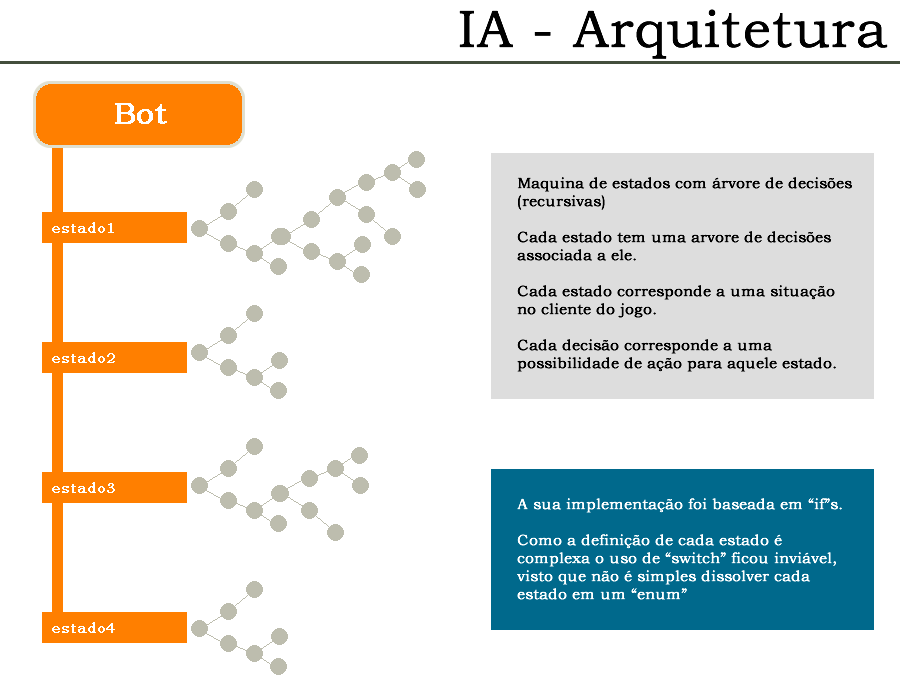 IA - Arquitetura
Bot
estado1
estado2
estado3
estado4
Maquina de estados com árvore de decisões
(recursivas)
Cada estado tem uma arvore de decisões
associada a ele.
Cada estado corresponde a uma situação
no cliente do jogo.
Cada decisão corresponde a uma
possibilidade de ação para aquele estado.
A sua implementação foi baseada em “if”s.
Como a definição de cada estado é
complexa o uso de “switch” ficou inviável,
visto que não é simples dissolver cada
estado em um “enum”